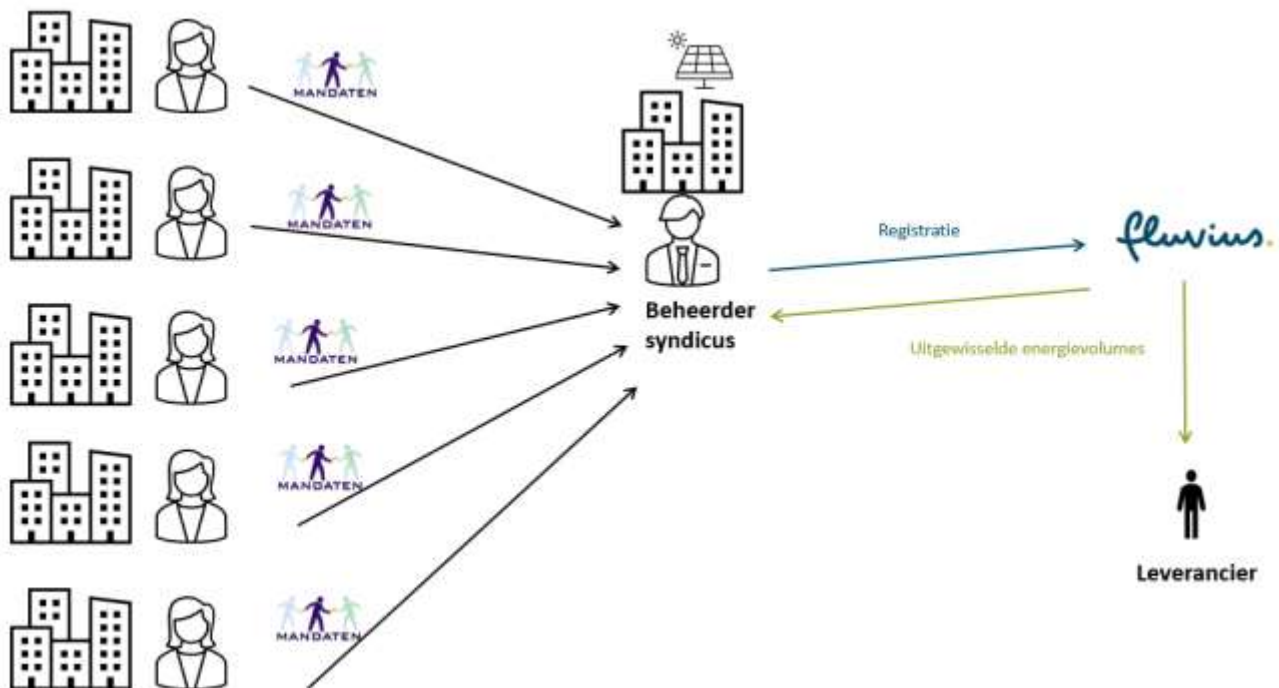 MANDATEN
MANDATEN
Registratie
fluvius.
Beheerder
syndicus
MANDATEN
Uitgewisselde energievolumes
MANDATEN
Leverancier
MANDATEN